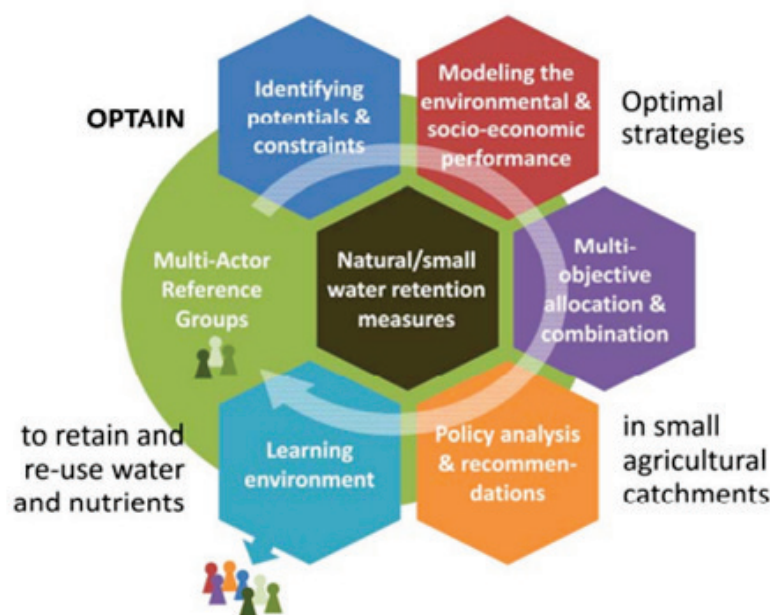 OPTAIN
Identifying
potentials &
constraints
Modeling the
environmental &
socio-economic
performance
Optimal
strategies
Multi-Actor
Reference
Groups
Natural/small
water retention
measures
Multi-
objective
allocation &
combination
to retain and
re-use water
and nutrients
Learning
environment
Policy analysis
& recommen-
dations
in small
agricultural
catchments